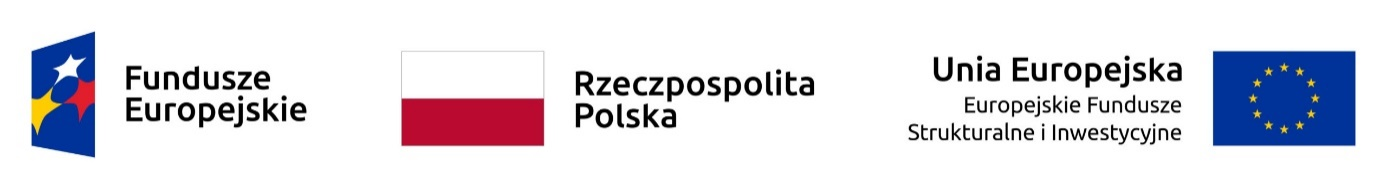 Fundusze
Europejskie
Rzeczpospolita
Polska
Unia Europejska
Europejskie Fundusze
Strukturalne i Inwestycyjne